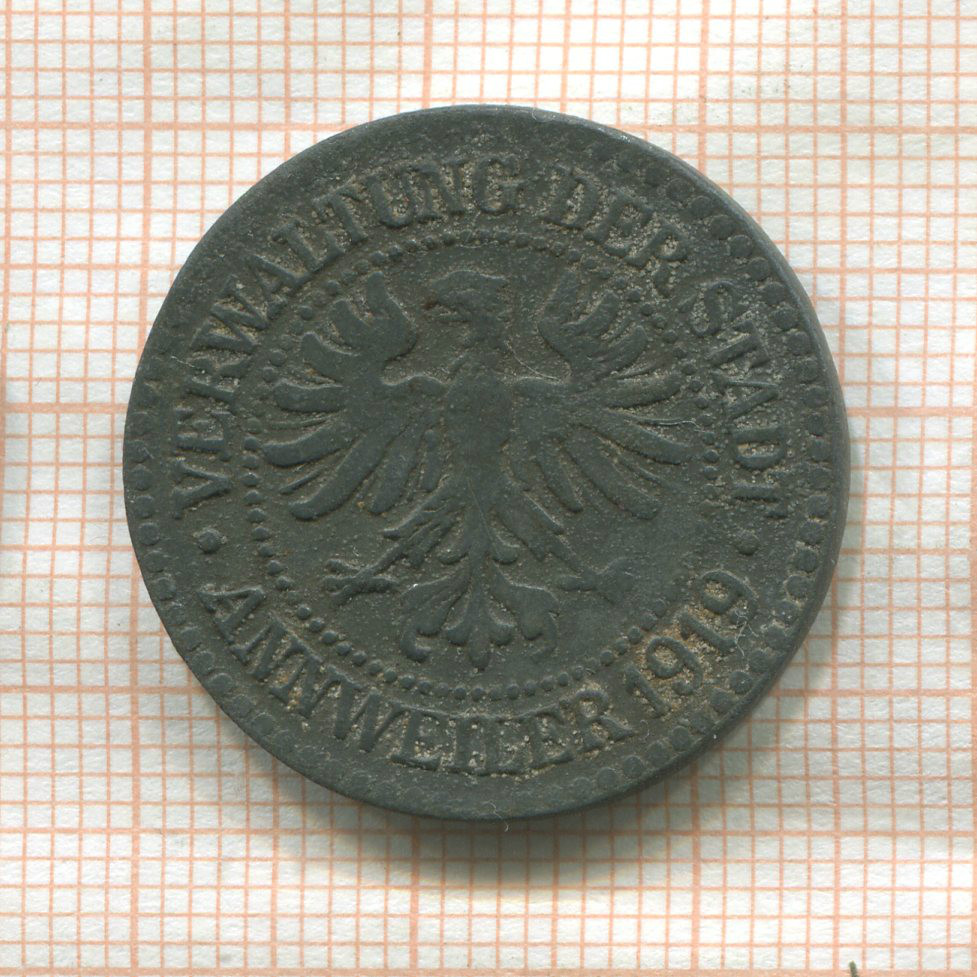 VERWALTUNG DER STADT
ANNWEILER 1919